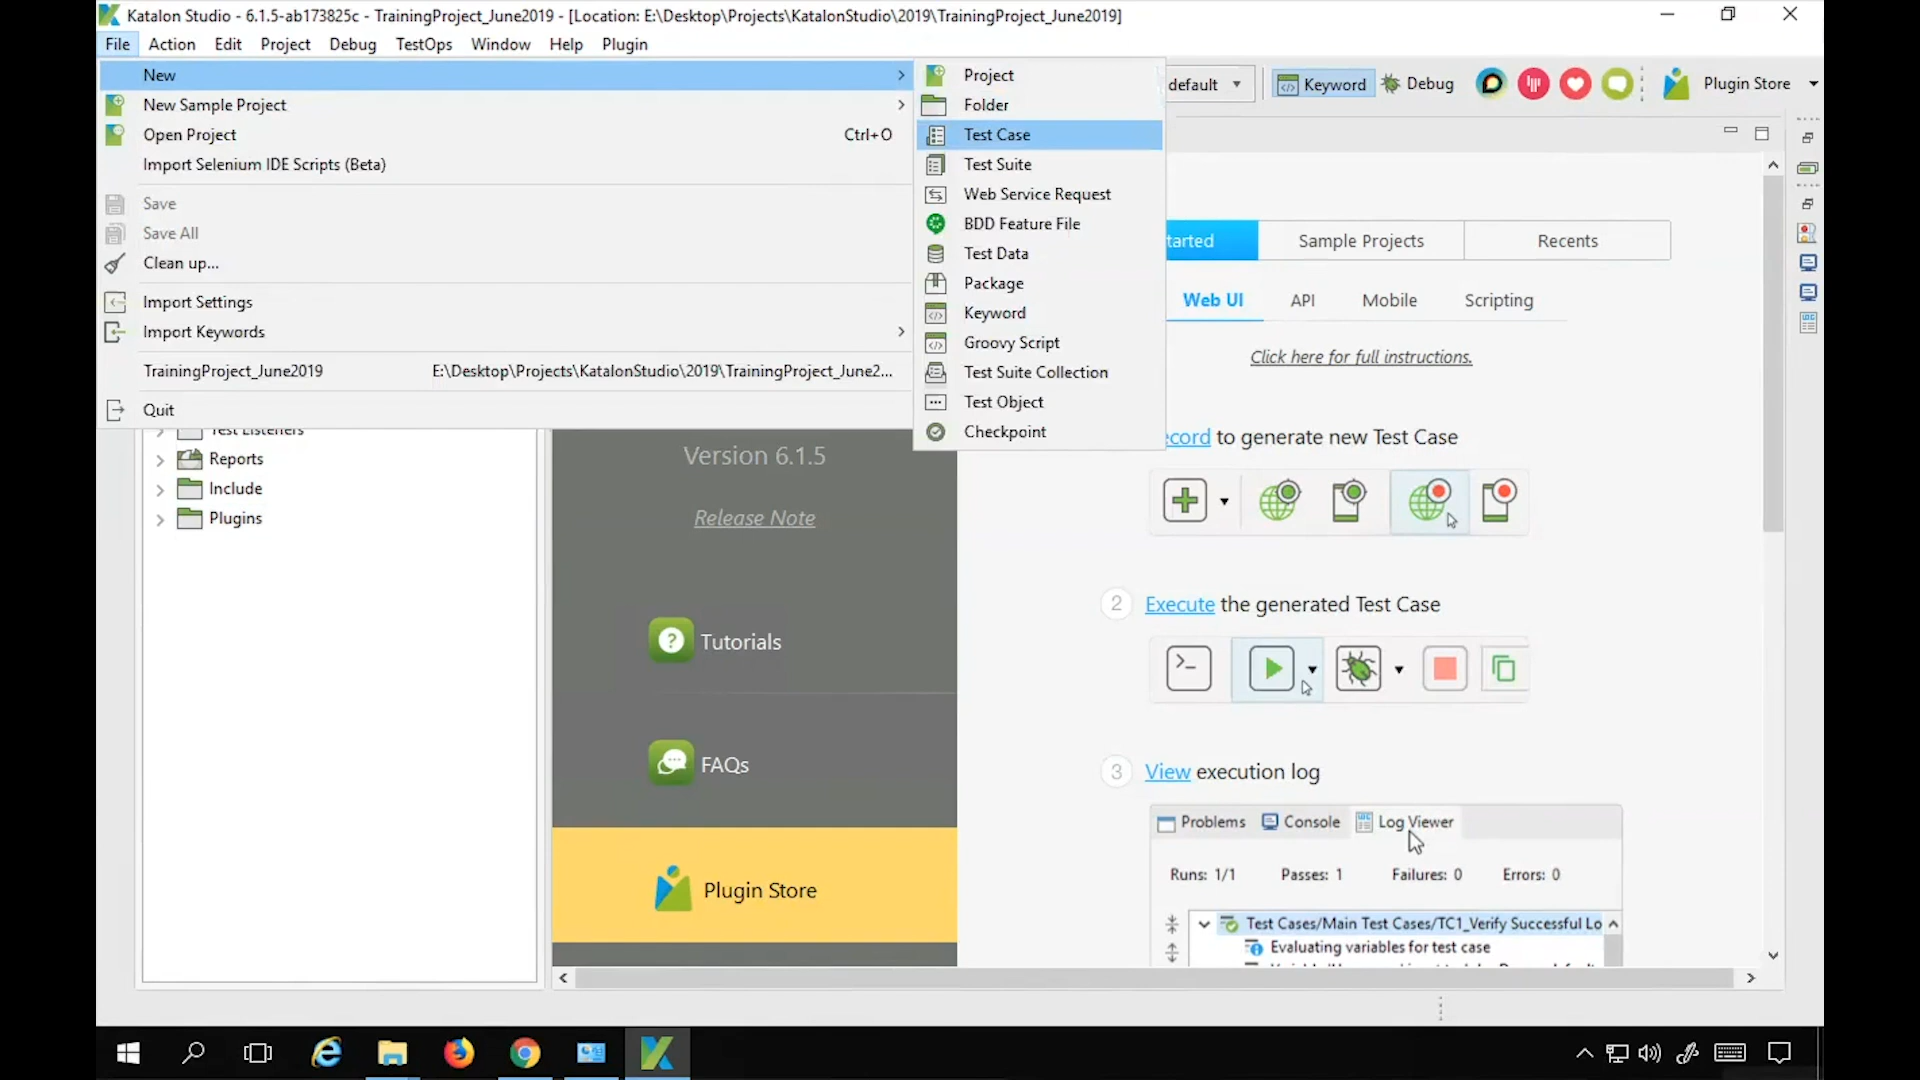 Katalon Studio - 6.1.5-ab173825c - TrainingProject_June2019 - [Location: E:\Desktop\Projects\KatalonStudio\2019\TrainingProject_June2019]
File Action Edit Project Debug TestOps Window Help Plugin
New
New Sample Project
Open Project Ctrl+O
Import Selenium IDE Scripts (Beta)
Save
Save All
Clean up...
Import Settings
Import Keywords
TrainingProject_June2019 E:\Desktop\Projects\KatalonStudio\2019\TrainingProject_June2...
Quit
Project
Folder
Test Case
Test Suite
Web Service Request
BDD Feature File
Test Data
Package
Keyword
Groovy Script
Test Suite Collection
Test Object
Checkpoint
default Keyword Debug Plugin Store
Test Listeners
Reports
Include
Plugins
Version 6.1.5
Release Note
Tutorials
FAQs
Plugin Store
tarted Sample Projects Recents
Web UI API Mobile Scripting
Click here for full instructions.
ecord to generate new Test Case
2 Execute the generated Test Case
3 View execution log
Problems Console Log Viewer
Runs: 1/1 Passes: 1 Failures: 0 Errors: 0
Test Cases/Main Test Cases/TC1_Verify Successful Lo
Evaluating variables for test case